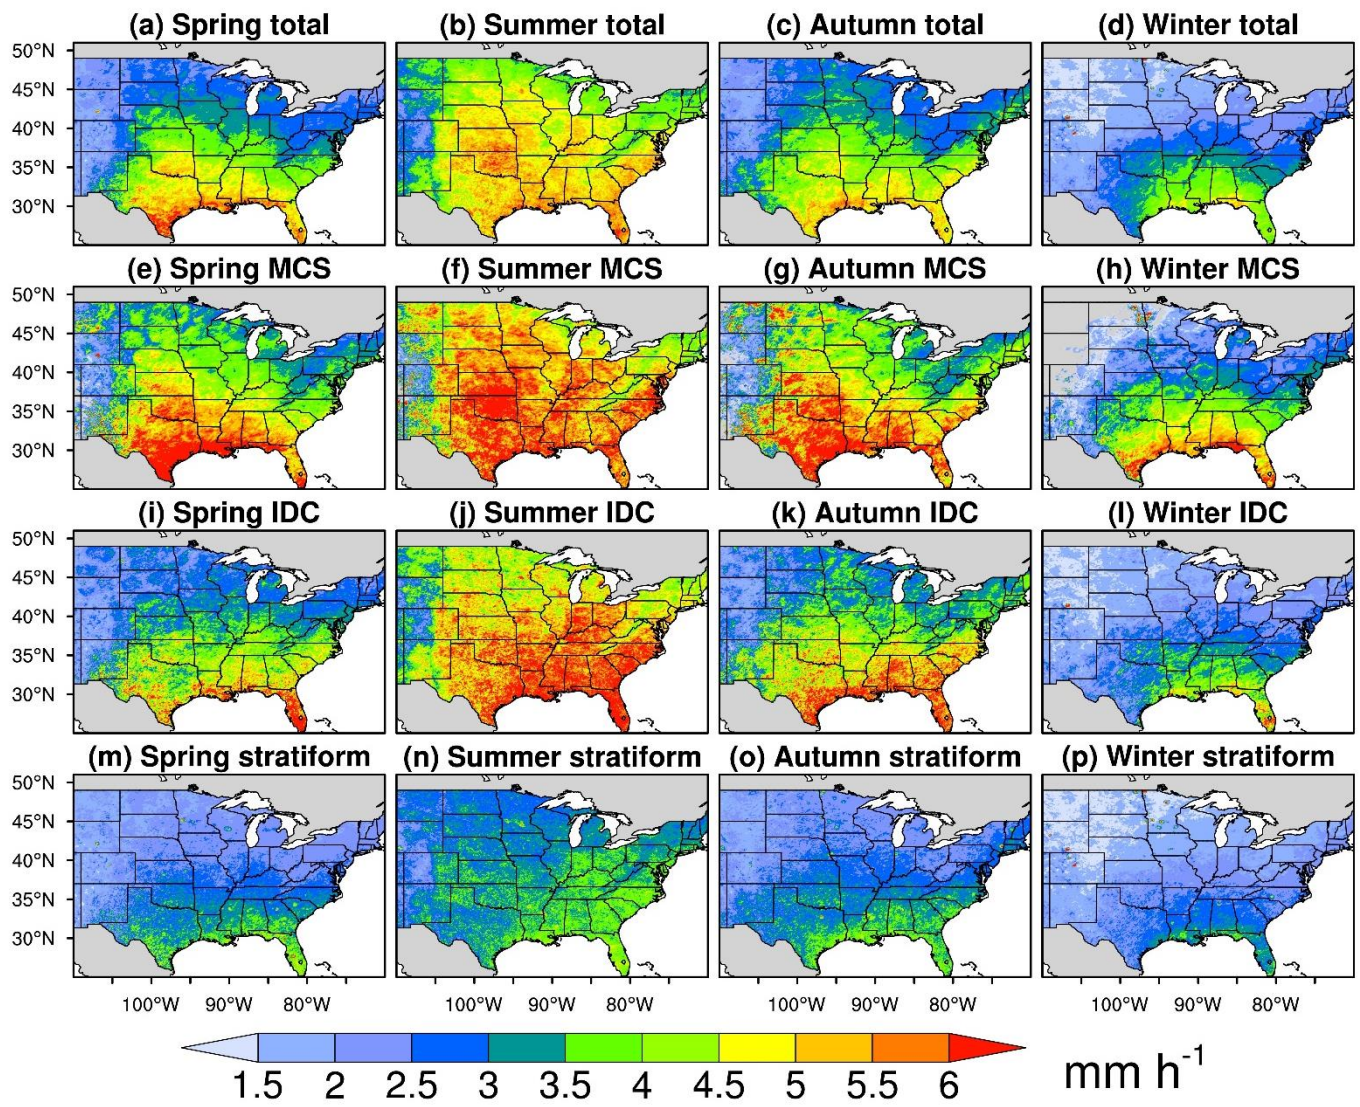 (a) Spring total (b) Summer total (c) Autumn total (d) Winter total
50°N
45°N
40°N
35°N
30°N
(e) Spring MCS (f) Summer MCS (g) Autumn MCS (h) Winter MCS
50°N
45°N
40°N
35°N
30°N
(i) Spring IDC (j) Summer IDC (k) Autumn IDC (l) Winter IDC
50°N
45°N
40°N
35°N
30°N
(m) Spring stratiform (n) Summer stratiform (o) Autumn stratiform (p) Winter stratiform
50°N
45°N
40°N
35°N
30°N
100°W 90°W 80°W 100°W 90°W 80°W 100°W 90°W 80°W 100°W 90°W 80°W
1.5 2 2.5 3 3.5 4 4.5 5 5.5 6 mm h⁻¹